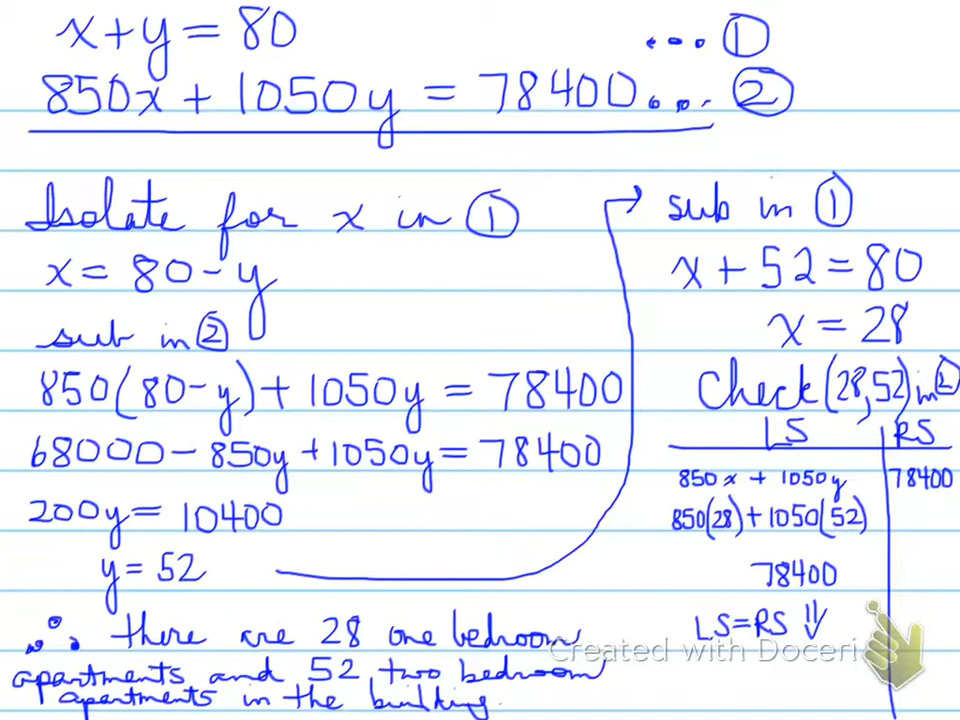 x + y = 80 ... ①
850x + 1050y = 78400 ... ②
Isolate for x in ①
x = 80 - y
sub in ②
850(80 - y) + 1050y = 78400
68000 - 850y + 1050y = 78400
200y = 10400
y = 52
→ sub in ①
x + 52 = 80
x = 28
Check (28,52) in ②
LS RS
850x + 1050y 78400
850(28) + 1050(52)
78400
LS = RS
∴ there are 28 one bedroom
apartments and 52 two bedroom
apartments in the building.
Created with Doceri